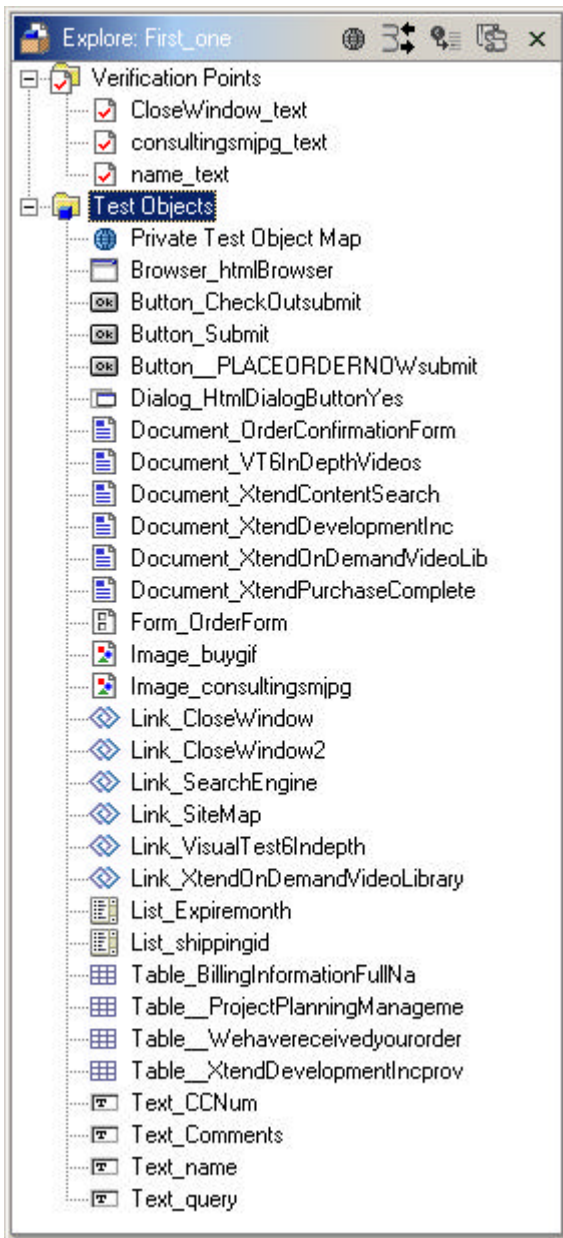 Explore: First_one
Verification Points
CloseWindow_text
consultingsmjpg_text
name_text
Test Objects
Private Test Object Map
Browser_htmlBrowser
Button_CheckOutsubmit
Button_Submit
Button__PLACEORDERNOWsubmit
Dialog_HtmlDialogButtonYes
Document_OrderConfirmationForm
Document_VT6InDepthVideos
Document_XtendContentSearch
Document_XtendDevelopmentInc
Document_XtendOnDemandVideoLib
Document_XtendPurchaseComplete
Form_OrderForm
Image_buygif
Image_consultingsmjpg
Link_CloseWindow
Link_CloseWindow2
Link_SearchEngine
Link_SiteMap
Link_VisualTest6Indepth
Link_XtendOnDemandVideoLibrary
List_Expiremonth
List_shippingid
Table_BillingInformationFullNa
Table__ProjectPlanningManageme
Table__Wehavereceivedyourorder
Table__XtendDevelopmentIncprov
Text_CCNum
Text_Comments
Text_name
Text_query